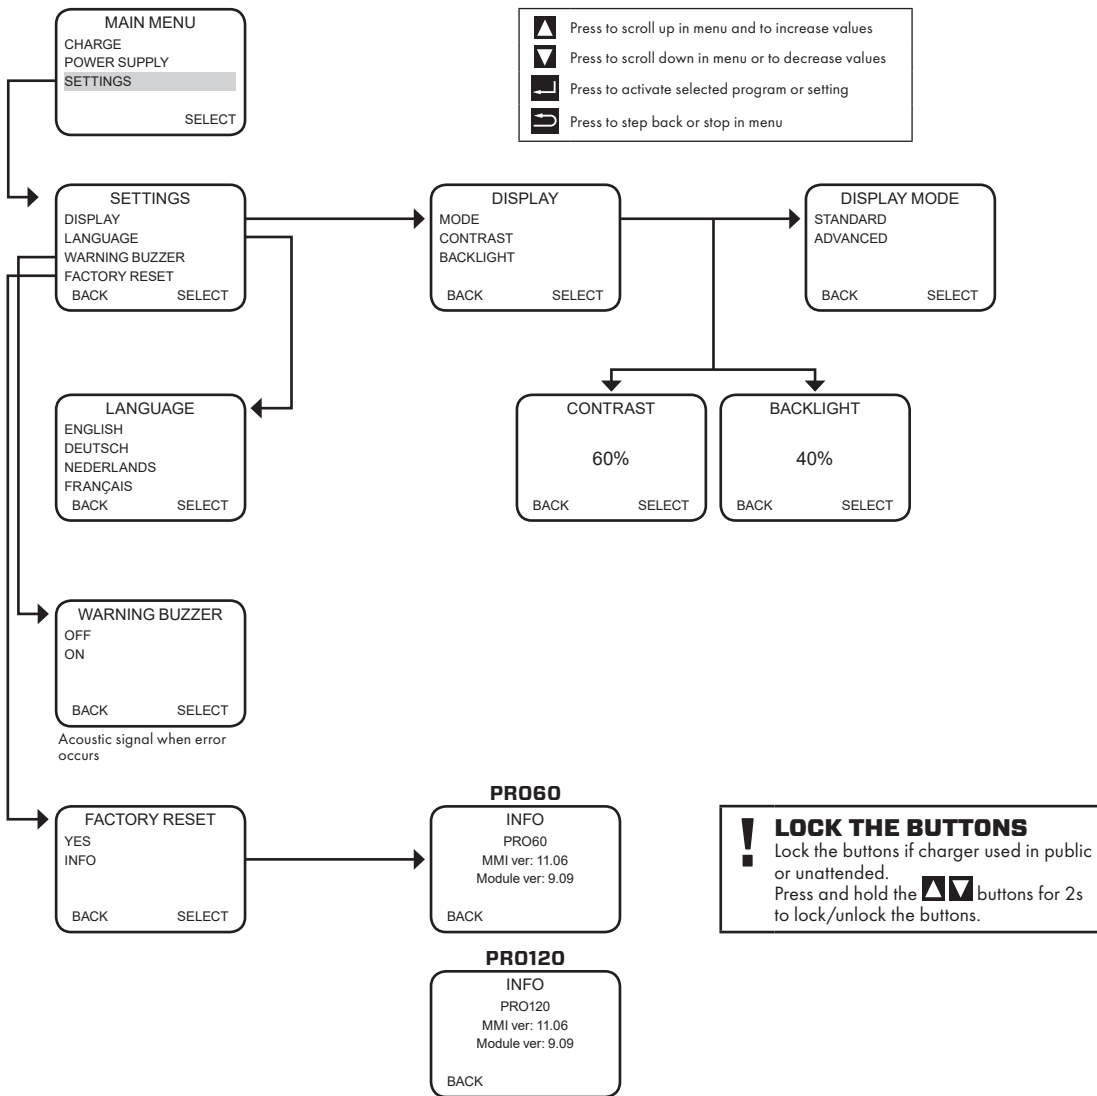 MAIN MENU
CHARGE
POWER SUPPLY
SETTINGS
SELECT
Press to scroll up in menu and to increase values
Press to scroll down in menu or to decrease values
Press to activate selected program or setting
Press to step back or stop in menu
SETTINGS
DISPLAY
LANGUAGE
WARNING BUZZER
FACTORY RESET
BACK SELECT
DISPLAY
MODE
CONTRAST
BACKLIGHT
BACK SELECT
DISPLAY MODE
STANDARD
ADVANCED
BACK SELECT
LANGUAGE
ENGLISH
DEUTSCH
NEDERLANDS
FRANÇAIS
BACK SELECT
CONTRAST
60%
BACK SELECT
BACKLIGHT
40%
BACK SELECT
WARNING BUZZER
OFF
ON
BACK SELECT
Acoustic signal when error
occurs
FACTORY RESET
YES
INFO
BACK SELECT
PRO60
INFO
PRO60
MMI ver: 11.06
Module ver: 9.09
BACK
! LOCK THE BUTTONS
Lock the buttons if charger used in public
or unattended.
Press and hold the buttons for 2s
to lock/unlock the buttons.
PRO120
INFO
PRO120
MMI ver: 11.06
Module ver: 9.09
BACK